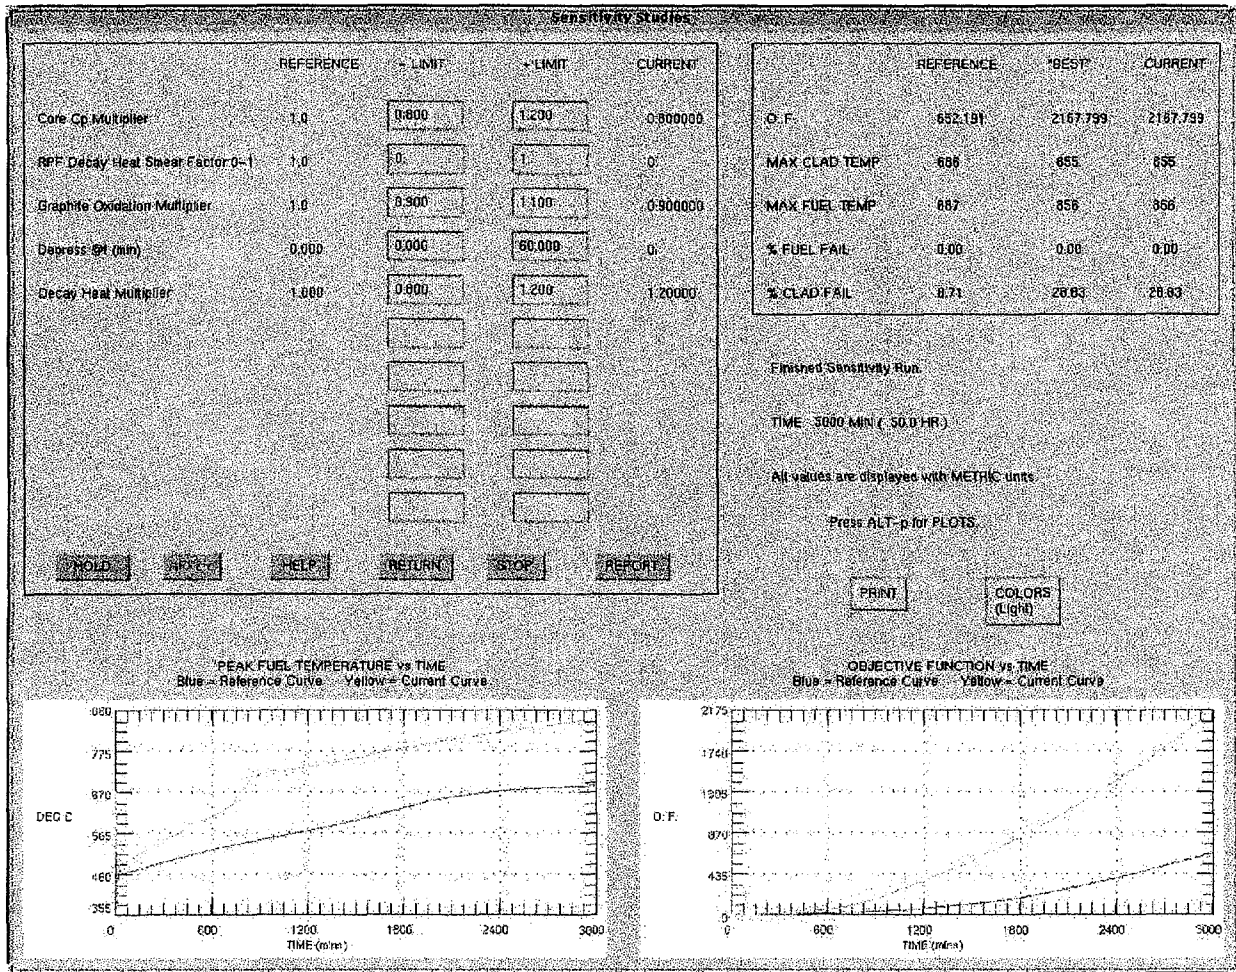 Sensitivity Studies
REFERENCE - LIMIT + LIMIT CURRENT
Core Cp Multiplier 1.0 0.800 1.200 0.800000
RPF Decay Heat Smear Factor 0-1 1.0 0. 1. 0.
Graphite Oxidation Multiplier 1.0 0.900 1.100 0.900000
Depress @t (min) 0.000 0.000 60.000 0.
Decay Heat Multiplier 1.000 0.800 1.200 1.20000
HOLD HELP RETURN STOP REPORT
REFERENCE "BEST" CURRENT
O.F. 652.191 2167.799 2167.799
MAX CLAD TEMP 686 855 855
MAX FUEL TEMP 687 856 856
% FUEL FAIL 0.00 0.00 0.00
% CLAD FAIL 8.71 28.83 28.83
Finished Sensitivity Run.
TIME 3000 MIN ( 50.0 HR )
All values are displayed with METRIC units.
Press ALT-p for PLOTS.
PRINT
COLORS
(Light)
PEAK FUEL TEMPERATURE vs TIME
Blue = Reference Curve Yellow = Current Curve
880
775
670
DEG C
565
460
355
0 600 1200 1800 2400 3000
TIME (mins)
OBJECTIVE FUNCTION vs TIME
Blue = Reference Curve Yellow = Current Curve
2175
1740
1305
O.F.
870
435
0
0 600 1200 1800 2400 3000
TIME (mins)